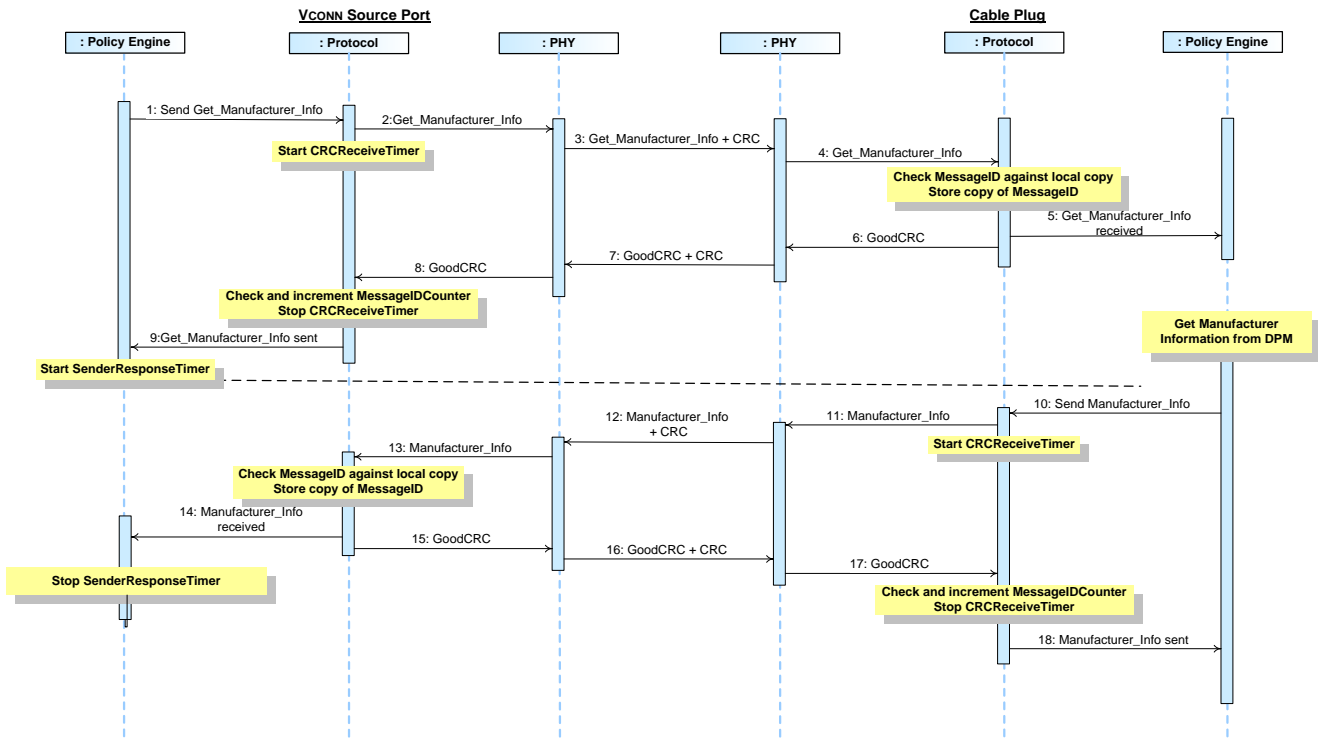 VCONN Source Port
Cable Plug
: Policy Engine
: Protocol
: PHY
: PHY
: Protocol
: Policy Engine
1: Send Get_Manufacturer_Info
2:Get_Manufacturer_Info
Start CRCReceiveTimer
3: Get_Manufacturer_Info + CRC
4: Get_Manufacturer_Info
Check MessageID against local copy
Store copy of MessageID
5: Get_Manufacturer_Info
received
6: GoodCRC
7: GoodCRC + CRC
8: GoodCRC
Check and increment MessageIDCounter
Stop CRCReceiveTimer
9:Get_Manufacturer_Info sent
Start SenderResponseTimer
Get Manufacturer
Information from DPM
10: Send Manufacturer_Info
11: Manufacturer_Info
Start CRCReceiveTimer
12: Manufacturer_Info
+ CRC
13: Manufacturer_Info
Check MessageID against local copy
Store copy of MessageID
14: Manufacturer_Info
received
15: GoodCRC
16: GoodCRC + CRC
17: GoodCRC
Stop SenderResponseTimer
Check and increment MessageIDCounter
Stop CRCReceiveTimer
18: Manufacturer_Info sent